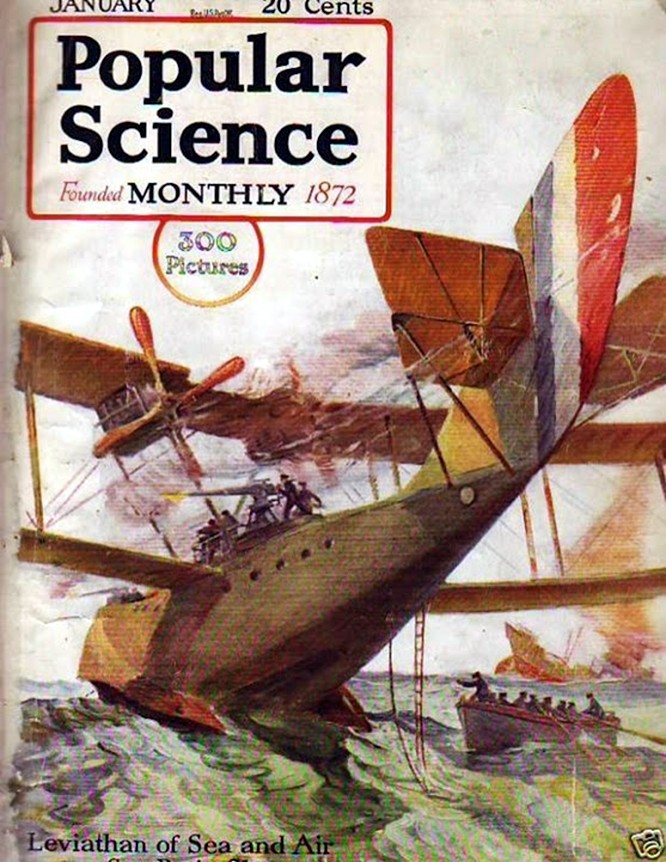 JANUARY 20 Cents
Popular
Science
Founded MONTHLY 1872
300
Pictures
Leviathan of Sea and Air